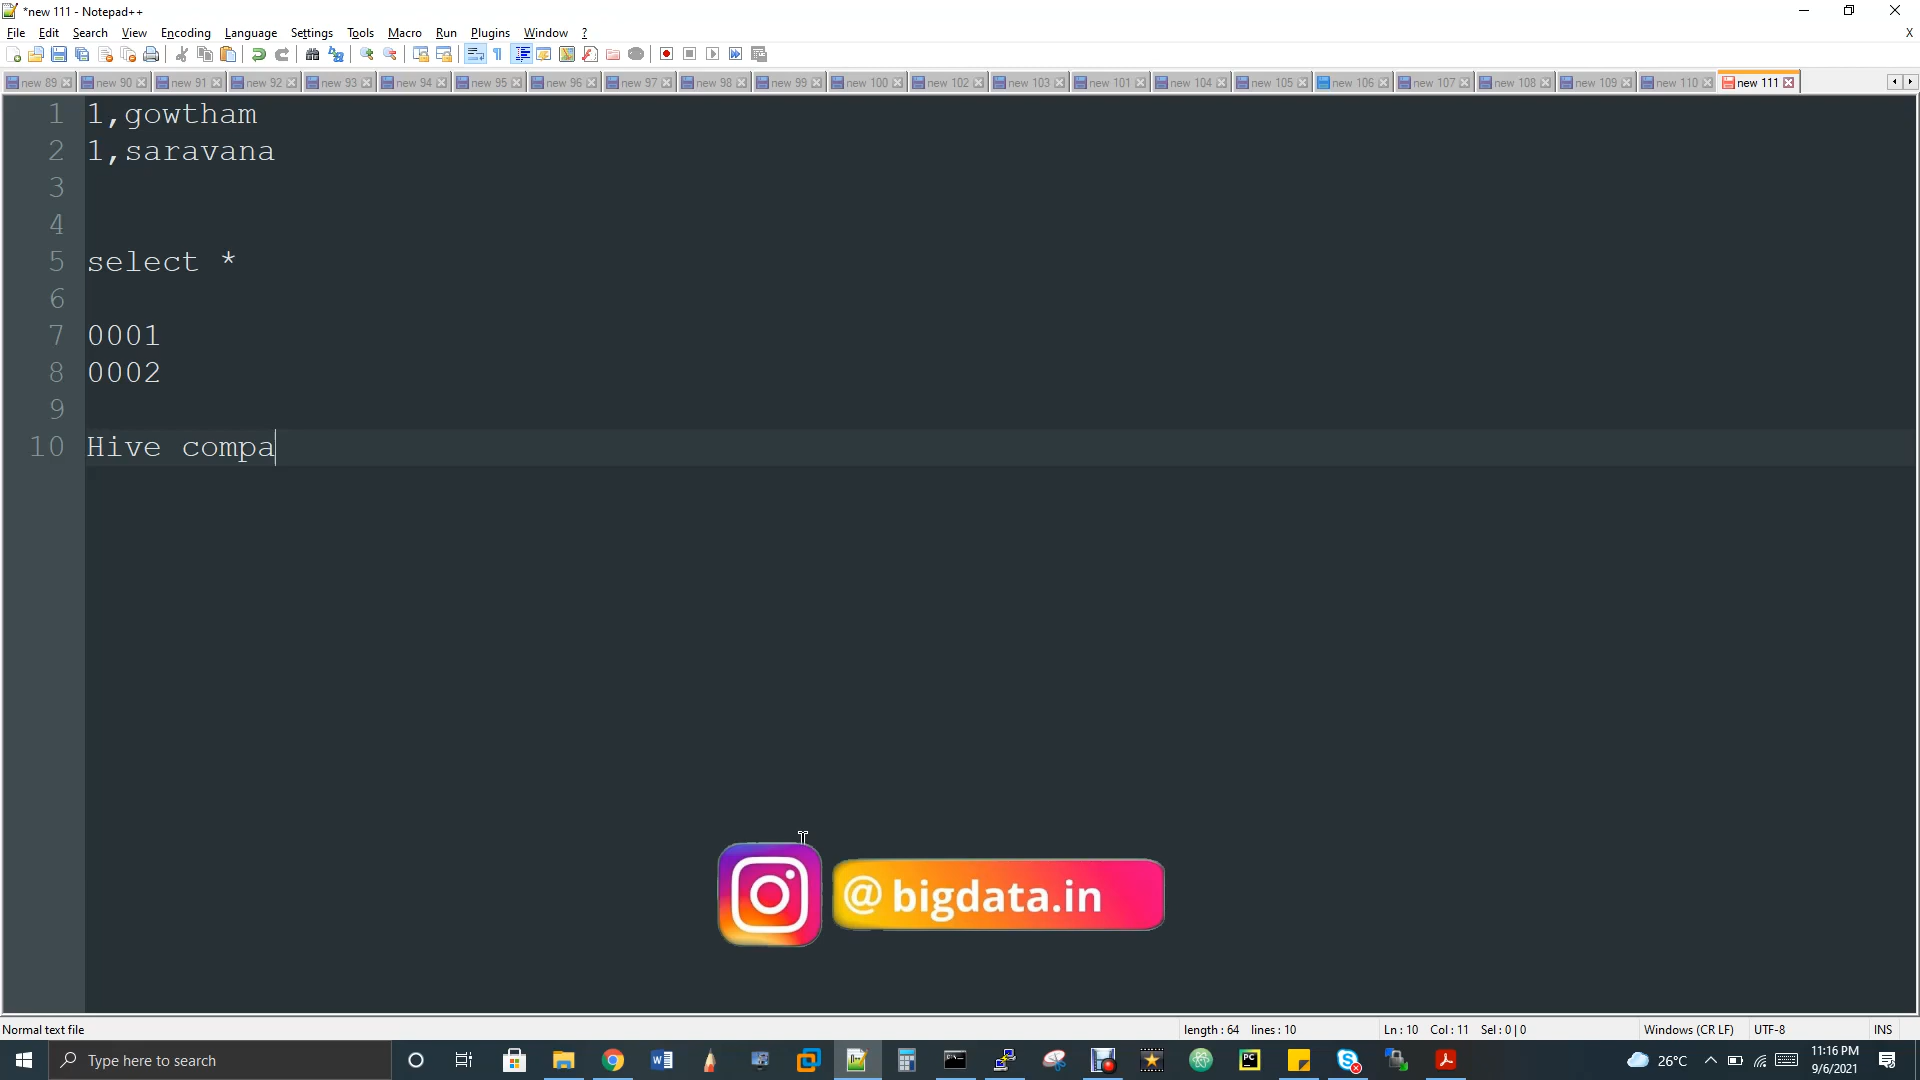 *new 111 - Notepad++
File Edit Search View Encoding Language Settings Tools Macro Run Plugins Window ? X
new 89 new 90 new 91 new 92 new 93 new 94 new 95 new 96 new 97 new 98 new 99 new 100 new 102 new 103 new 101 new 104 new 105 new 106 new 107 new 108 new 109 new 110 new 111
1 1,gowtham
2 1,saravana
3
4
5 select *
6
7 0001
8 0002
9
10 Hive compa
@ bigdata.in
Normal text file length : 64 lines : 10 Ln : 10 Col : 11 Sel : 0 | 0 Windows (CR LF) UTF-8 INS
Type here to search 26°C 11:16 PM
9/6/2021